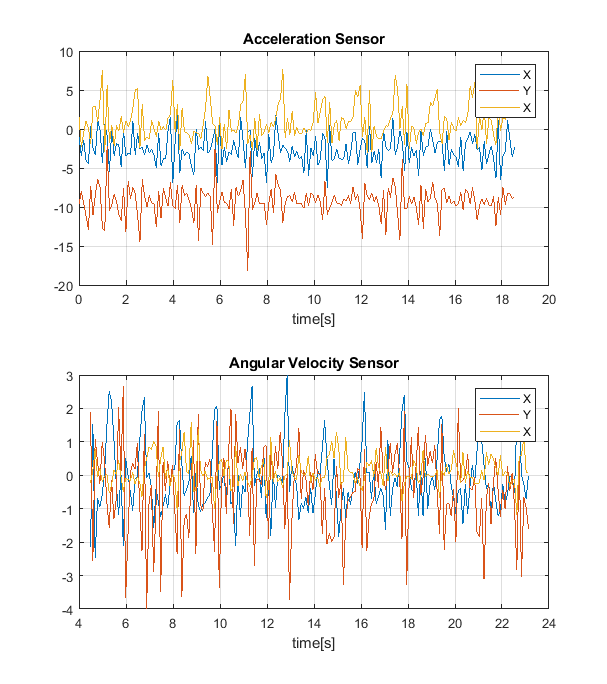 Acceleration Sensor
10
5
0
-5
-10
-15
-20
X
Y
X
0 2 4 6 8 10 12 14 16 18 20
time[s]
Angular Velocity Sensor
3
2
1
0
-1
-2
-3
-4
X
Y
X
4 6 8 10 12 14 16 18 20 22 24
time[s]